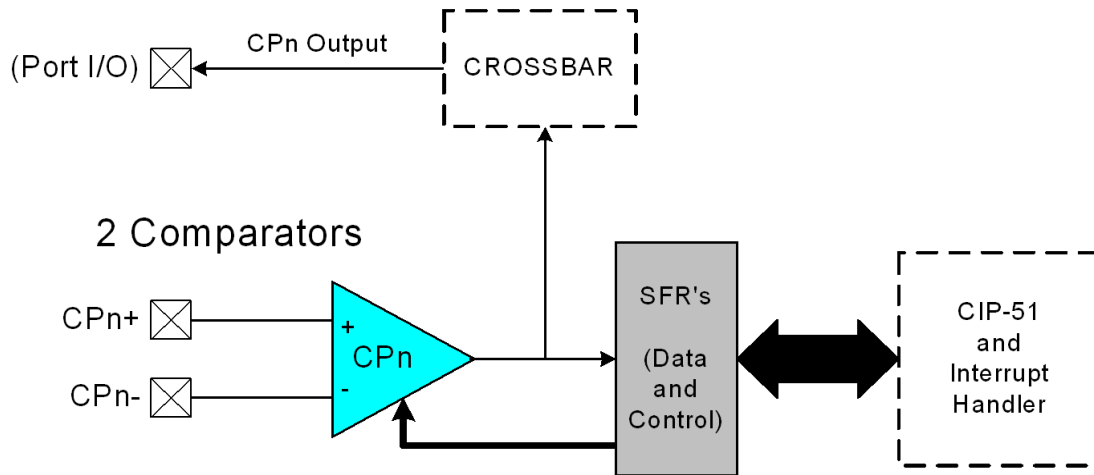 CPn Output
(Port I/O)
CROSSBAR
2 Comparators
CPn+
+
CPn
-
CPn-
SFR's
(Data
and
Control)
CIP-51
and
Interrupt
Handler